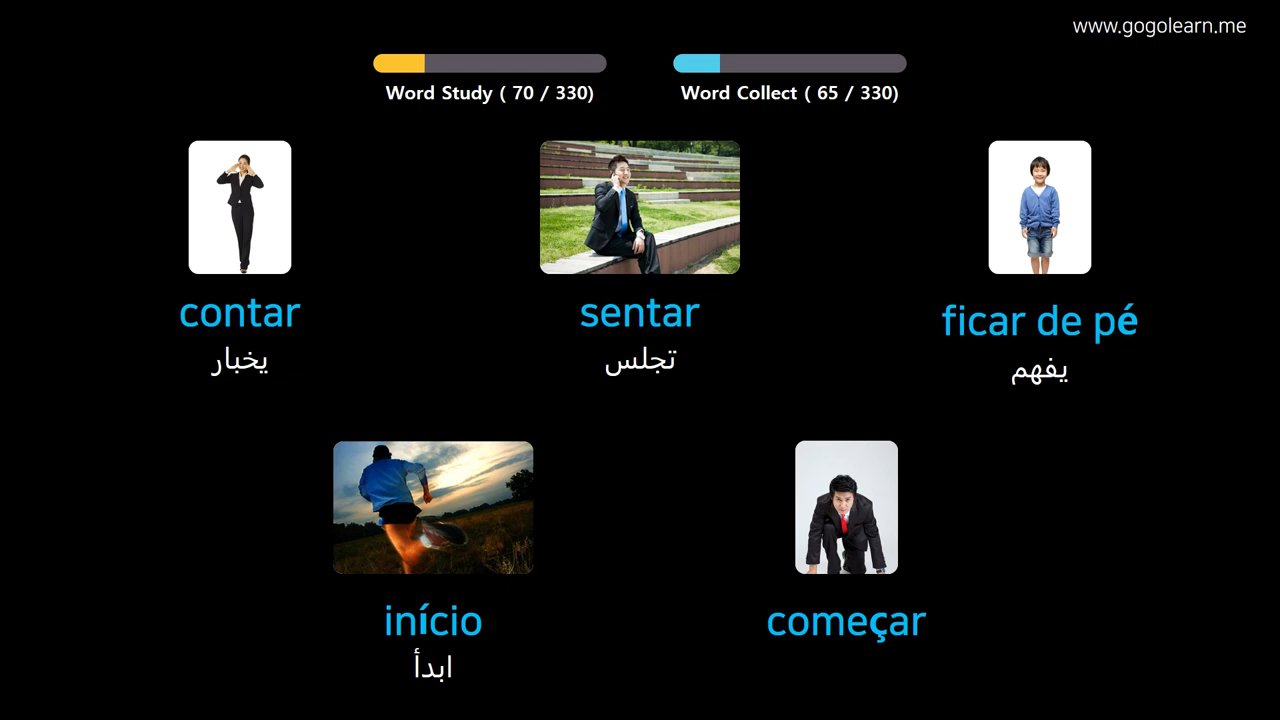 www.gogolearn.me
Word Study ( 70 / 330)
Word Collect ( 65 / 330)
contar
يخبار
sentar
تجلس
ficar de pé
يفهم
início
ابدأ
começar